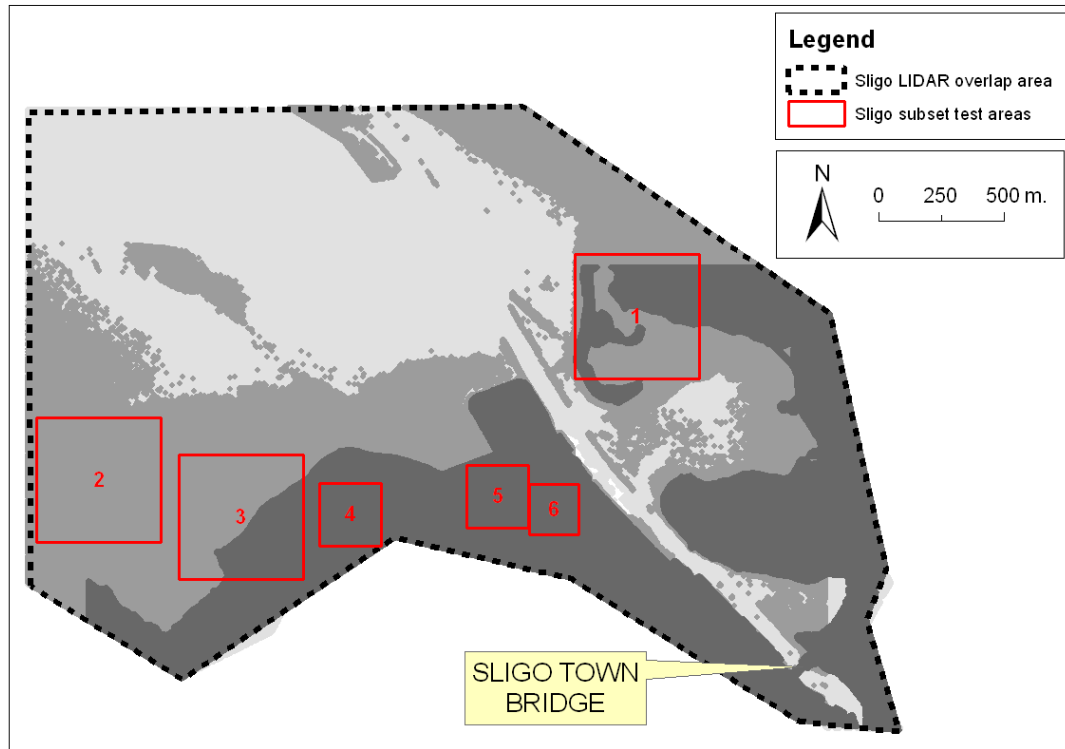 Legend
Sligo LIDAR overlap area
Sligo subset test areas
N
0 250 500 m.
1
2
3
4
5
6
SLIGO TOWN
BRIDGE